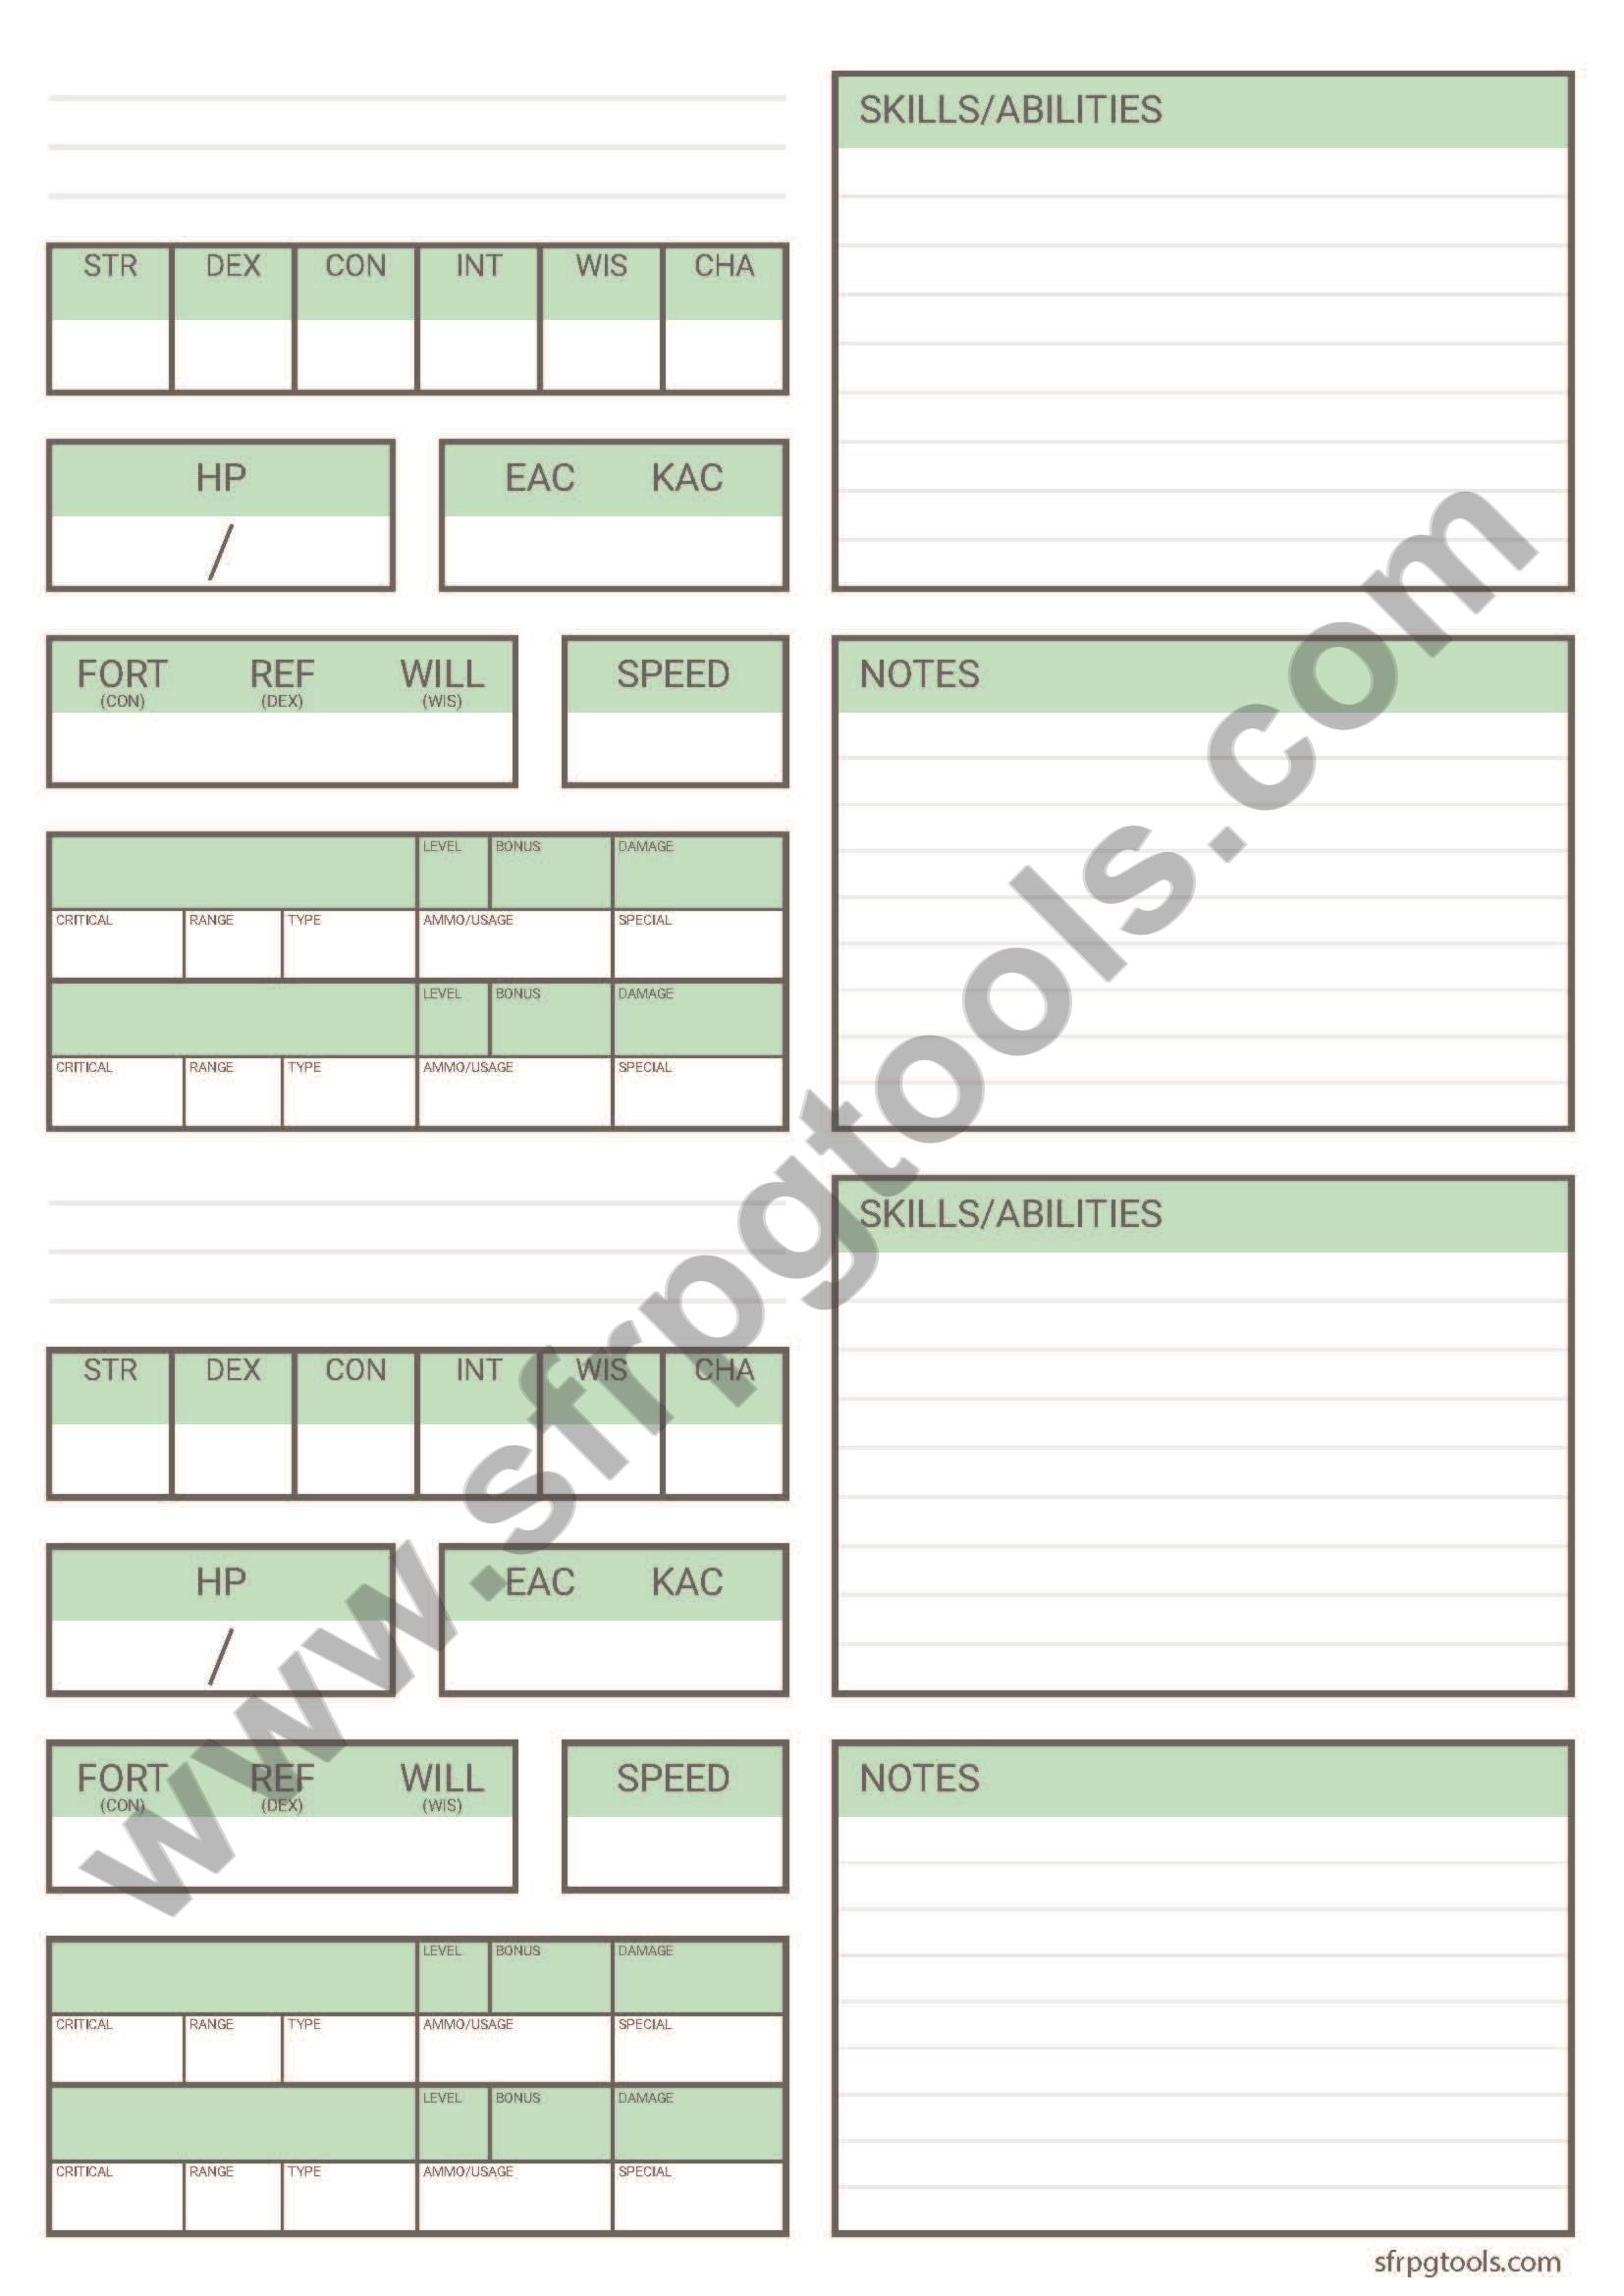 SKILLS/ABILITIES
STR DEX CON INT WIS CHA
HP
/
EAC KAC
FORT REF WILL
(CON) (DEX) (WIS)
SPEED
NOTES
LEVEL BONUS DAMAGE
CRITICAL RANGE TYPE AMMO/USAGE SPECIAL
LEVEL BONUS DAMAGE
CRITICAL RANGE TYPE AMMO/USAGE SPECIAL
www.sfrpgtools.com
SKILLS/ABILITIES
STR DEX CON INT WIS CHA
HP
/
EAC KAC
FORT REF WILL
(CON) (DEX) (WIS)
SPEED
NOTES
LEVEL BONUS DAMAGE
CRITICAL RANGE TYPE AMMO/USAGE SPECIAL
LEVEL BONUS DAMAGE
CRITICAL RANGE TYPE AMMO/USAGE SPECIAL
sfrpgtools.com